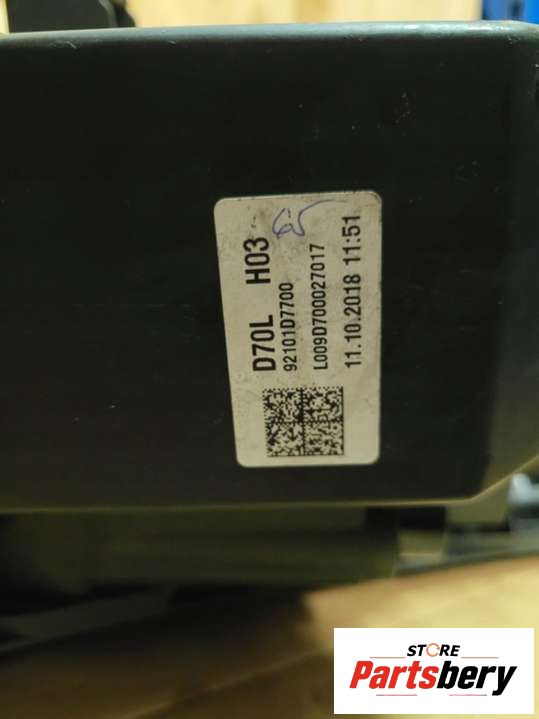 D70L H03
92101D7700
L009D700027017
11.10.2018 11:51
65
STORE
Partsbery